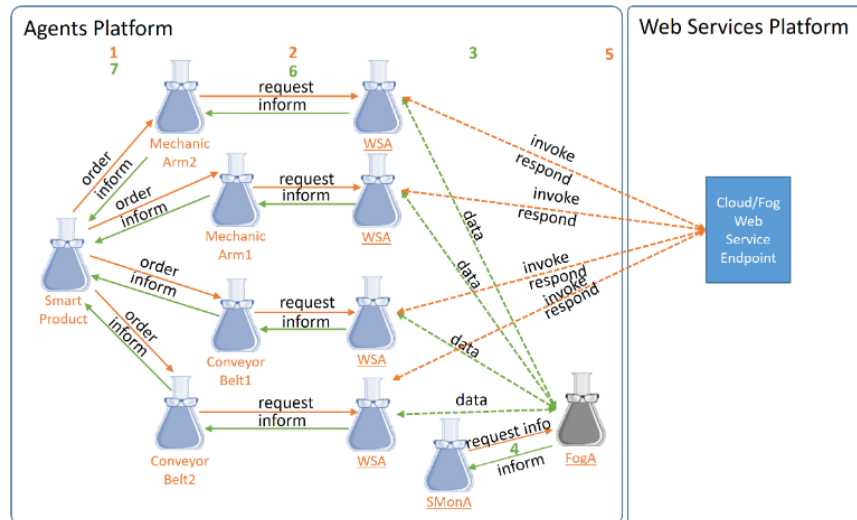 Agents Platform
Web Services Platform
1
2
3
5
7
6
request
inform
WSA
Mechanic
Arm2
order
inform
invoke
respond
request
inform
WSA
Mechanic
Arm1
order
inform
invoke
respond
data
Cloud/Fog
Web
Service
Endpoint
Smart
Product
order
inform
request
inform
WSA
Conveyor
Belt1
invoke
respond
invoke
respond
data
data
order
inform
request
inform
WSA
Conveyor
Belt2
data
request info
4
inform
SMonA
FogA